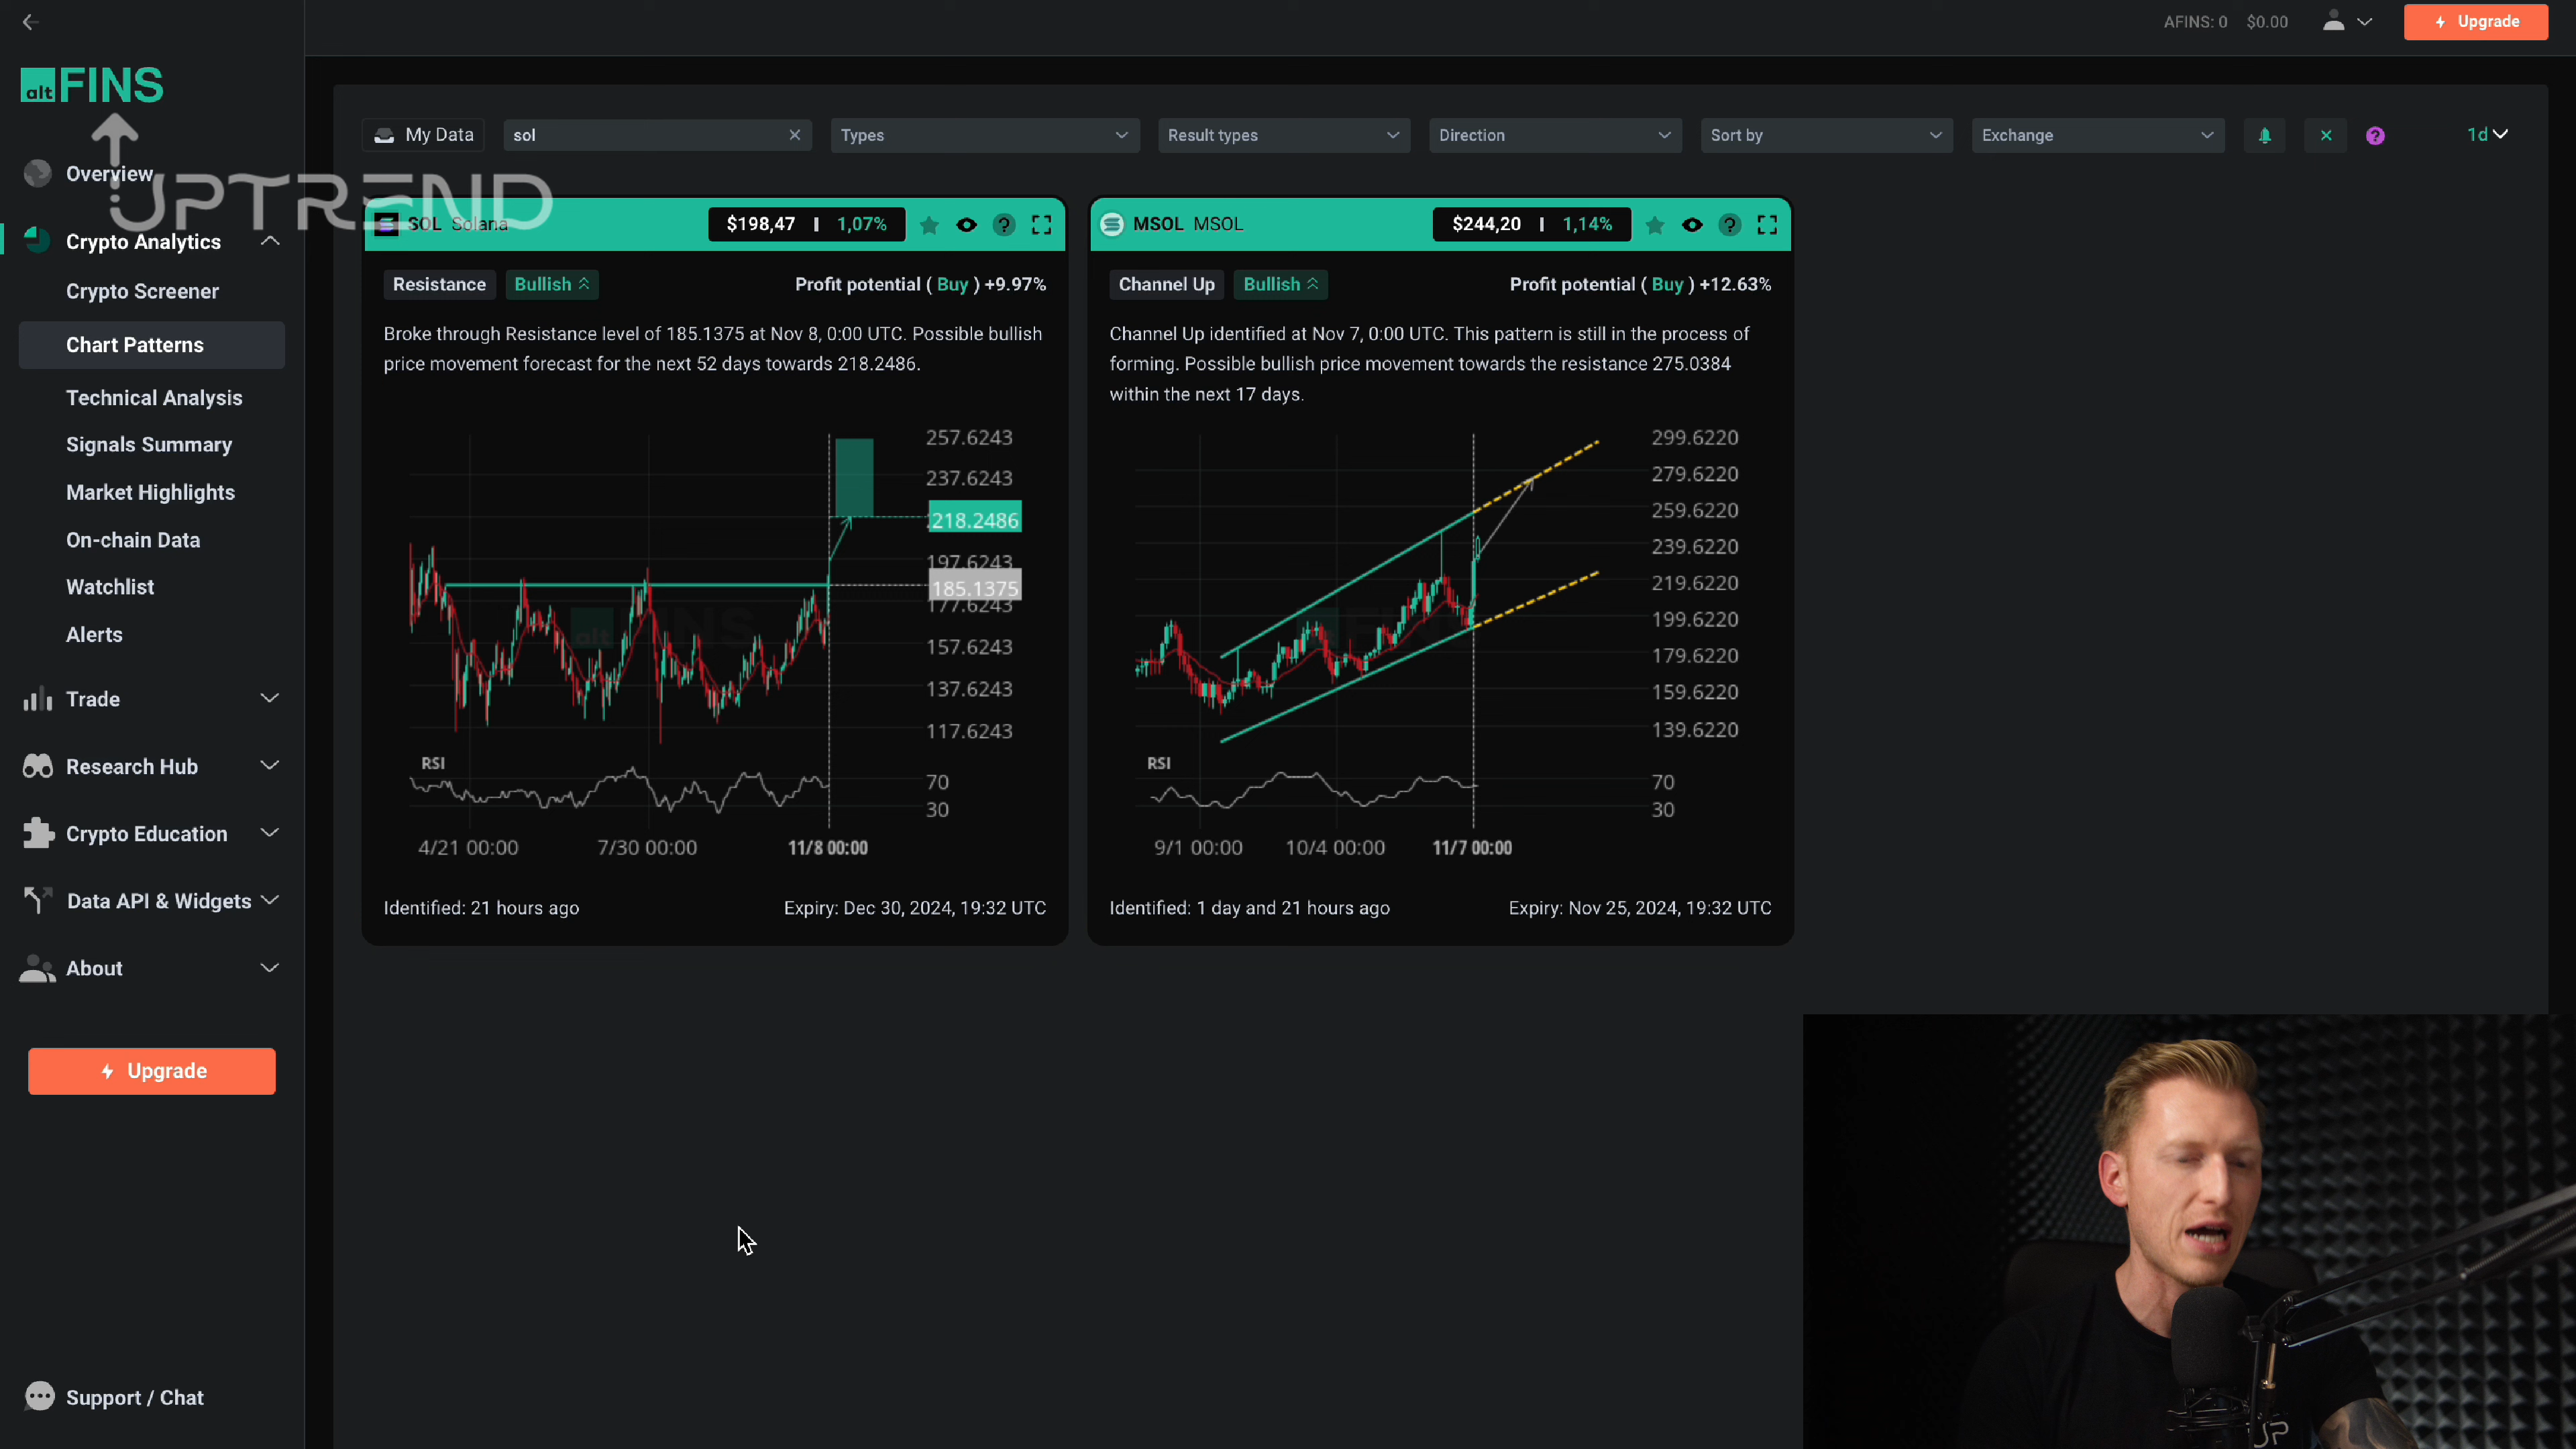 AFINS: 0 $0.00
Upgrade
alt FINS
UPTREND
My Data
sol
Types
Result types
Direction
Sort by
Exchange
1d
Overview
Crypto Analytics
Crypto Screener
Chart Patterns
Technical Analysis
Signals Summary
Market Highlights
On-chain Data
Watchlist
Alerts
Trade
Research Hub
Crypto Education
Data API & Widgets
About
Upgrade
Support / Chat
SOL Solana
$198,47 | 1,07%
Resistance Bullish
Profit potential ( Buy ) +9.97%
Broke through Resistance level of 185.1375 at Nov 8, 0:00 UTC. Possible bullish
price movement forecast for the next 52 days towards 218.2486.
257.6243
237.6243
218.2486
197.6243
185.1375
177.6243
157.6243
137.6243
117.6243
alt FINS
RSI
70
30
4/21 00:00 7/30 00:00 11/8 00:00
Identified: 21 hours ago
Expiry: Dec 30, 2024, 19:32 UTC
MSOL MSOL
$244,20 | 1,14%
Channel Up Bullish
Profit potential ( Buy ) +12.63%
Channel Up identified at Nov 7, 0:00 UTC. This pattern is still in the process of
forming. Possible bullish price movement towards the resistance 275.0384
within the next 17 days.
299.6220
279.6220
259.6220
239.6220
219.6220
199.6220
179.6220
159.6220
139.6220
RSI
70
30
9/1 00:00 10/4 00:00 11/7 00:00
Identified: 1 day and 21 hours ago
Expiry: Nov 25, 2024, 19:32 UTC